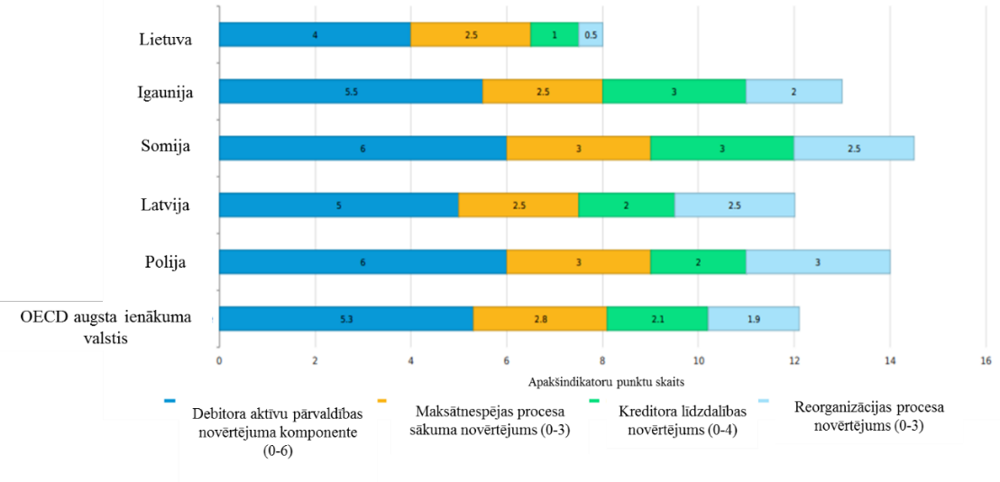 Lietuva
4 2.5 1 0.5
Igaunija
5.5 2.5 3 2
Somija
6 3 3 2.5
Latvija
5 2.5 2 2.5
Polija
6 3 2 3
OECD augsta ienākuma
valstis
5.3 2.8 2.1 1.9
0 2 4 6 8 10 12 14 16
Apakšindikatoru punktu skaits
Debitora aktīvu pārvaldības
novērtējuma komponente
(0-6)
Maksātnespējas procesa
sākuma novērtējums (0-3)
Kreditora līdzdalības
novērtējums (0-4)
Reorganizācijas procesa
novērtējums (0-3)